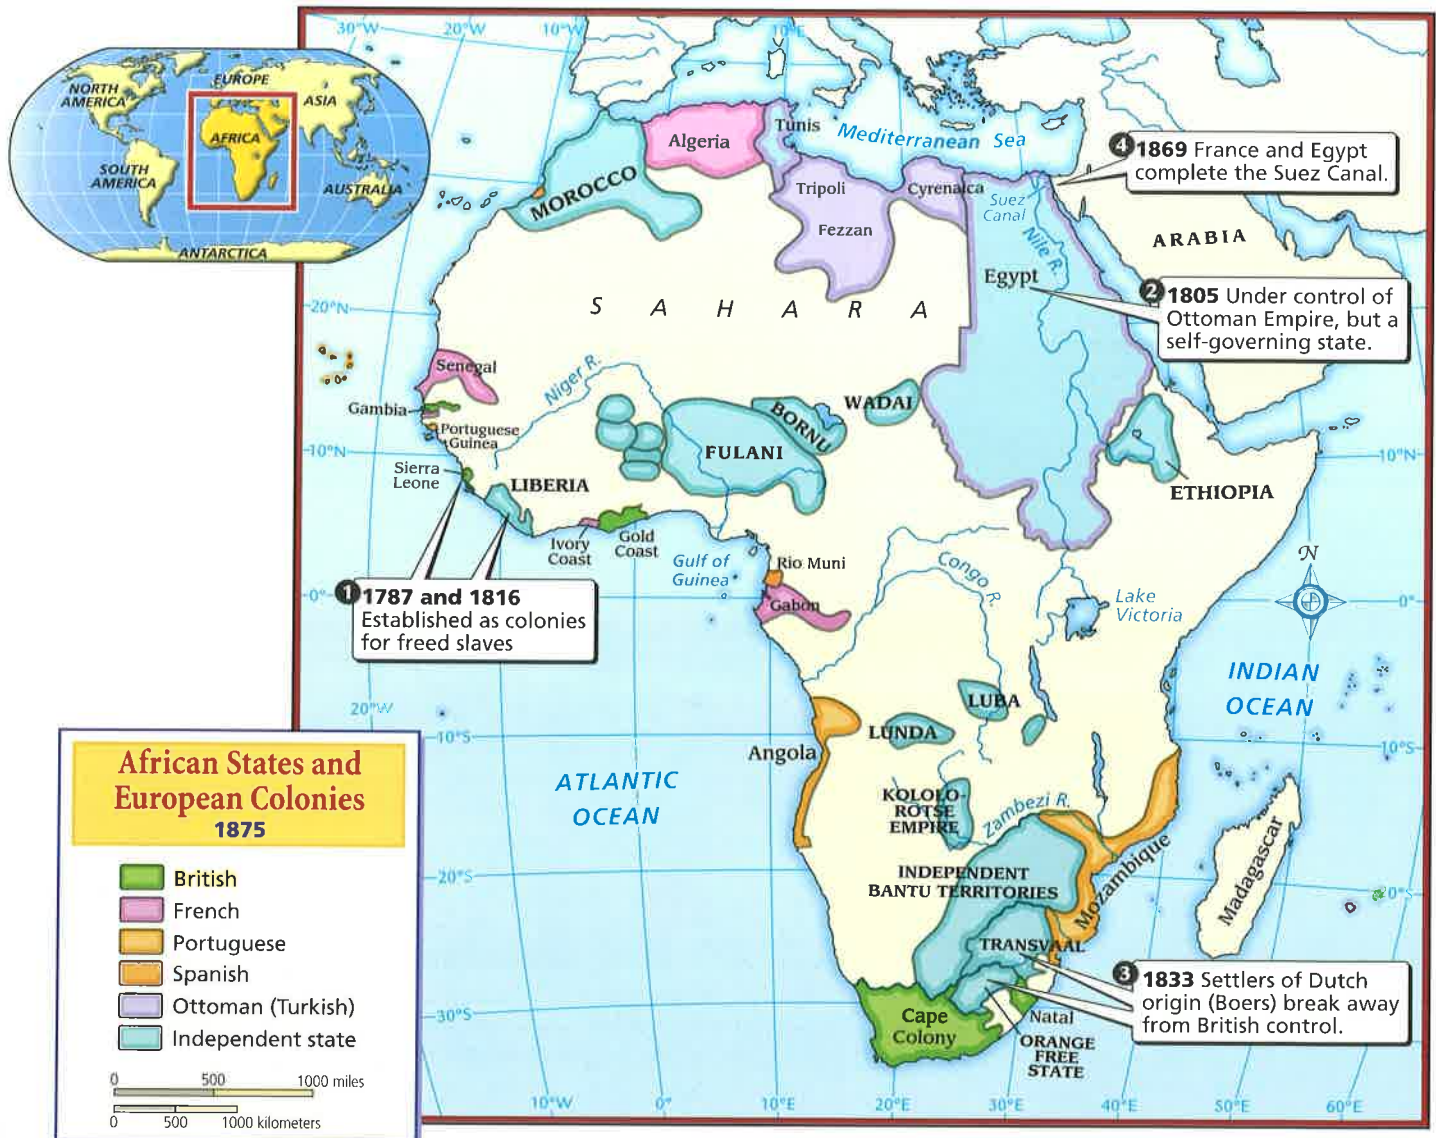 30°W
20°W
10°W
10°E
NORTH
AMERICA
EUROPE
ASIA
AFRICA
SOUTH
AMERICA
AUSTRALIA
ANTARCTICA
Algeria
Tunis
Mediterranean Sea
MOROCCO
Tripoli
Cyrenaica
Fezzan
Suez
Canal
Nile R.
Egypt
ARABIA
4 1869 France and Egypt
complete the Suez Canal.
2 1805 Under control of
Ottoman Empire, but a
self-governing state.
20°N
SAHARA
Senegal
Niger R.
Gambia
Portuguese
Guinea
10°N
10°N
Sierra
Leone
LIBERIA
FULANI
BORNU
WADAI
ETHIOPIA
Ivory
Coast
Gold
Coast
Gulf of
Guinea
Rio Muni
Gabon
Congo R.
Lake
Victoria
N
0°
0°
1 1787 and 1816
Established as colonies
for freed slaves
INDIAN
OCEAN
20°W
10°S
10°S
LUBA
LUNDA
Angola
ATLANTIC
OCEAN
KOLOLO-
ROTSE
EMPIRE
Zambezi R.
INDEPENDENT
BANTU TERRITORIES
Mozambique
Madagascar
20°S
0°S
TRANSVAAL
3 1833 Settlers of Dutch
origin (Boers) break away
from British control.
30°S
Cape
Colony
Natal
ORANGE
FREE
STATE
10°W
0°
10°E
20°E
30°E
40°E
50°E
60°E
African States and
European Colonies
1875
British
French
Portuguese
Spanish
Ottoman (Turkish)
Independent state
0 500 1000 miles
0 500 1000 kilometers